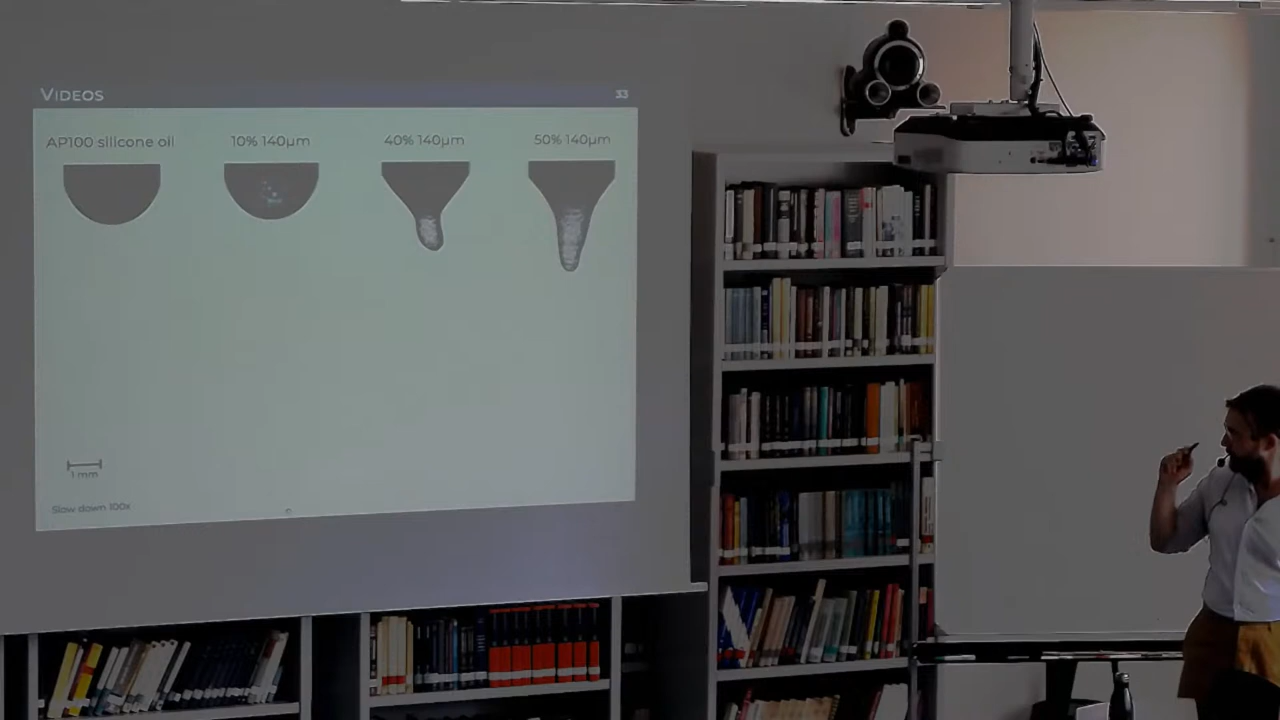 VIDEOS 33
AP100 silicone oil 10% 140µm 40% 140µm 50% 140µm
1 mm
Slow down 100x